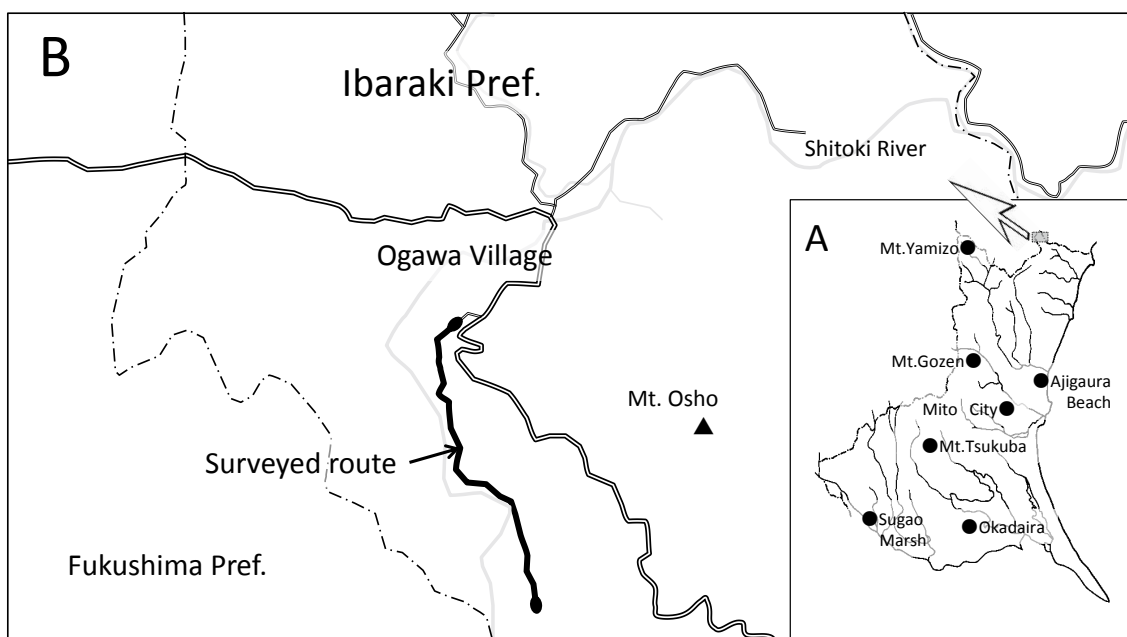 B
Ibaraki Pref.
Shitoki River
Ogawa Village
Mt. Osho
Surveyed route
Fukushima Pref.
A
Mt.Yamizo
Mt.Gozen
Ajigaura
Beach
Mito City
Mt.Tsukuba
Sugao
Marsh
Okadaira